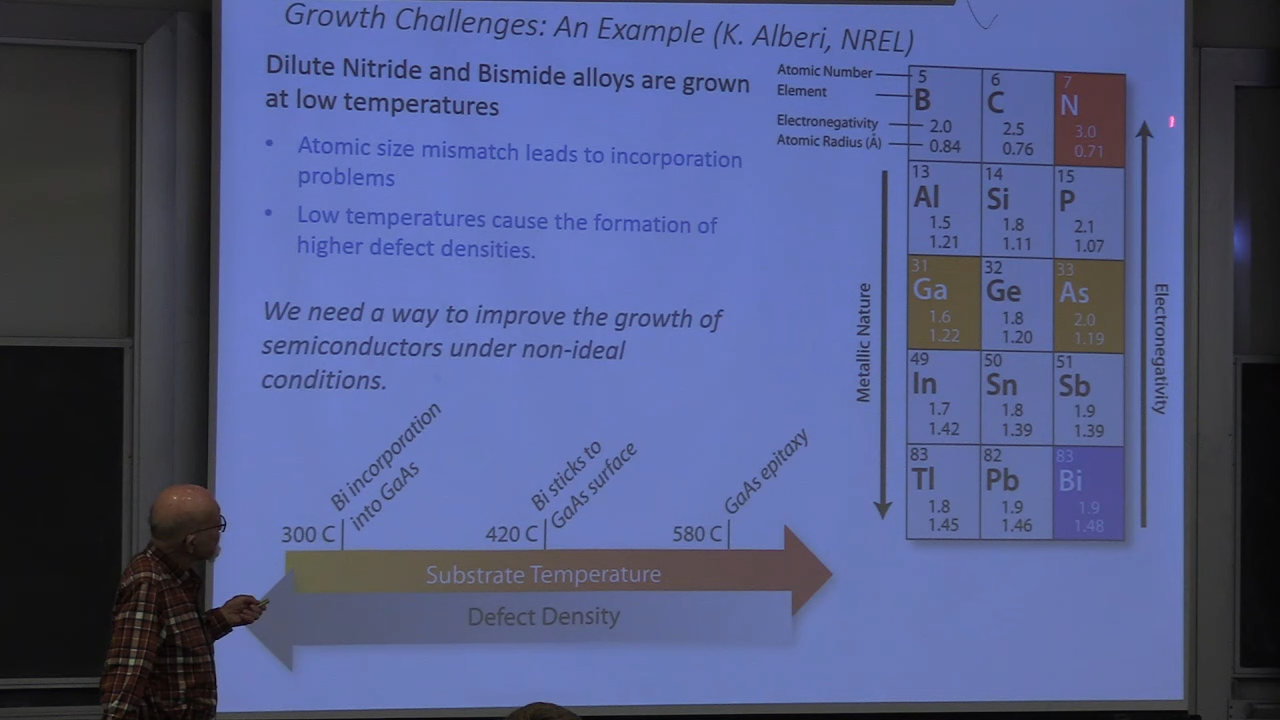 Growth Challenges: An Example (K. Alberi, NREL)
Dilute Nitride and Bismide alloys are grown
at low temperatures
• Atomic size mismatch leads to incorporation
problems
• Low temperatures cause the formation of
higher defect densities.
We need a way to improve the growth of
semiconductors under non-ideal
conditions.
Bi incorporation
into GaAs
Bi sticks to
GaAs surface
GaAs epitaxy
300 C
420 C
580 C
Substrate Temperature
Defect Density
Atomic Number
Element
Electronegativity
Atomic Radius (Å)
5 6 7
B C N
2.0 2.5 3.0
0.84 0.76 0.71
13 14 15
Al Si P
1.5 1.8 2.1
1.21 1.11 1.07
31 32 33
Ga Ge As
1.6 1.8 2.0
1.22 1.20 1.19
49 50 51
In Sn Sb
1.7 1.8 1.9
1.42 1.39 1.39
83 82 83
Tl Pb Bi
1.8 1.9 1.9
1.45 1.46 1.48
Metallic Nature
Electronegativity